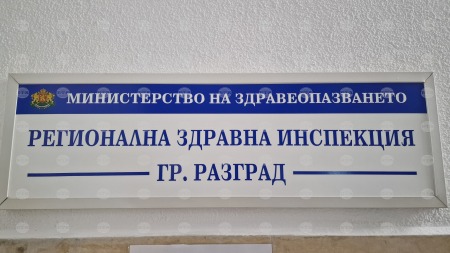 МИНИСТЕРСТВО НА ЗДРАВЕОПАЗВАНЕТО
РЕГИОНАЛНА ЗДРАВНА ИНСПЕКЦИЯ
ГР. РАЗГРАД